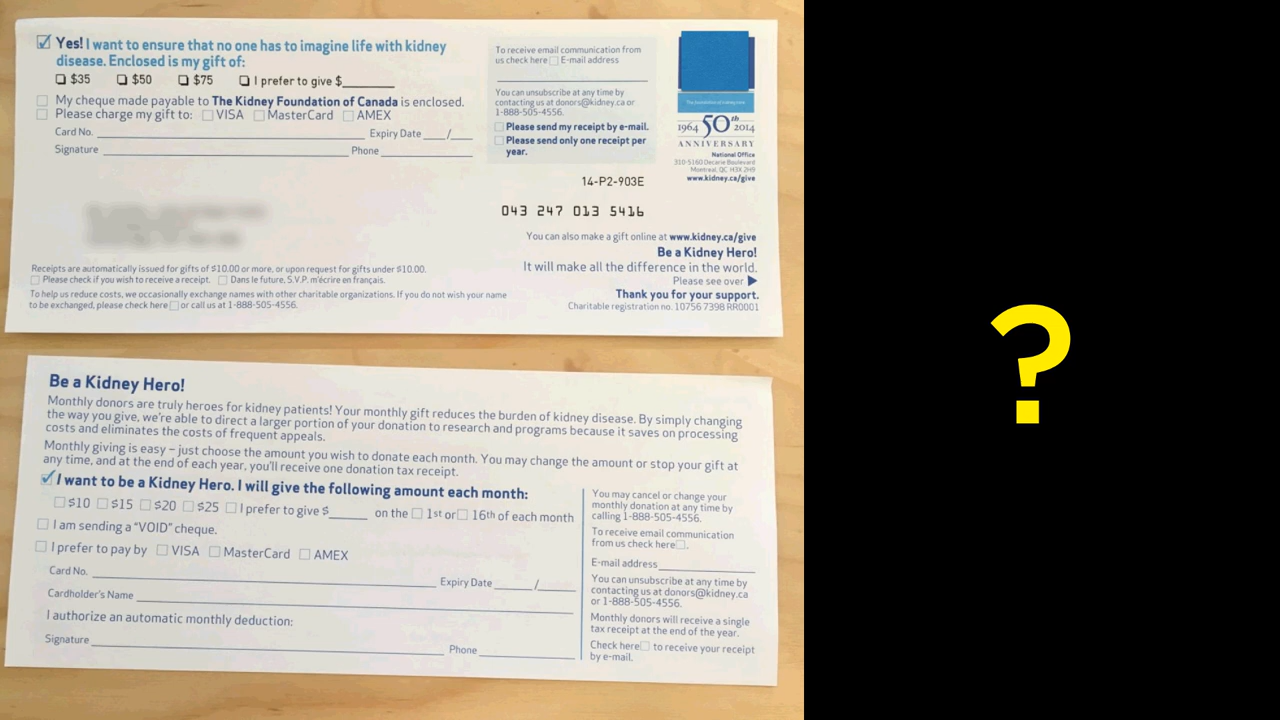 Yes! I want to ensure that no one has to imagine life with kidney
disease. Enclosed is my gift of:
$35 $50 $75 I prefer to give $
My cheque made payable to The Kidney Foundation of Canada is enclosed.
Please charge my gift to: VISA MasterCard AMEX
Card No. Expiry Date /
Signature Phone
Receipts are automatically issued for gifts of $10.00 or more, or upon request for gifts under $10.00.
Please check if you wish to receive a receipt. Dans le future, S.V.P. m'écrire en français.
To help us reduce costs, we occasionally exchange names with other charitable organizations. If you do not wish your name
to be exchanged, please check here or call us at 1-888-505-4556.
To receive email communication from
us check here E-mail address
You can unsubscribe at any time by
contacting us at donors@kidney.ca or
1-888-505-4556.
Please send my receipt by e-mail.
Please send only one receipt per
year.
The foundation of kidney care.
1964 50th 2014
ANNIVERSARY
National Office
310-5160 Decarie Boulevard
Montreal, QC H3X 2H9
www.kidney.ca/give
14-P2-903E
043 247 013 5416
You can also make a gift online at www.kidney.ca/give
Be a Kidney Hero!
It will make all the difference in the world.
Please see over
Thank you for your support.
Charitable registration no. 10756 7398 RR0001
Be a Kidney Hero!
Monthly donors are truly heroes for kidney patients! Your monthly gift reduces the burden of kidney disease. By simply changing
the way you give, we're able to direct a larger portion of your donation to research and programs because it saves on processing
costs and eliminates the costs of frequent appeals.
Monthly giving is easy – just choose the amount you wish to donate each month. You may change the amount or stop your gift at
any time, and at the end of each year, you'll receive one donation tax receipt.
I want to be a Kidney Hero. I will give the following amount each month:
$10 $15 $20 $25 I prefer to give $ on the 1st or 16th of each month
I am sending a "VOID" cheque.
I prefer to pay by VISA MasterCard AMEX
Card No. Expiry Date /
Cardholder's Name
I authorize an automatic monthly deduction:
Signature Phone
You may cancel or change your
monthly donation at any time by
calling 1-888-505-4556.
To receive email communication
from us check here .
E-mail address
You can unsubscribe at any time by
contacting us at donors@kidney.ca
or 1-888-505-4556.
Monthly donors will receive a single
tax receipt at the end of the year.
Check here to receive your receipt
by e-mail.
?